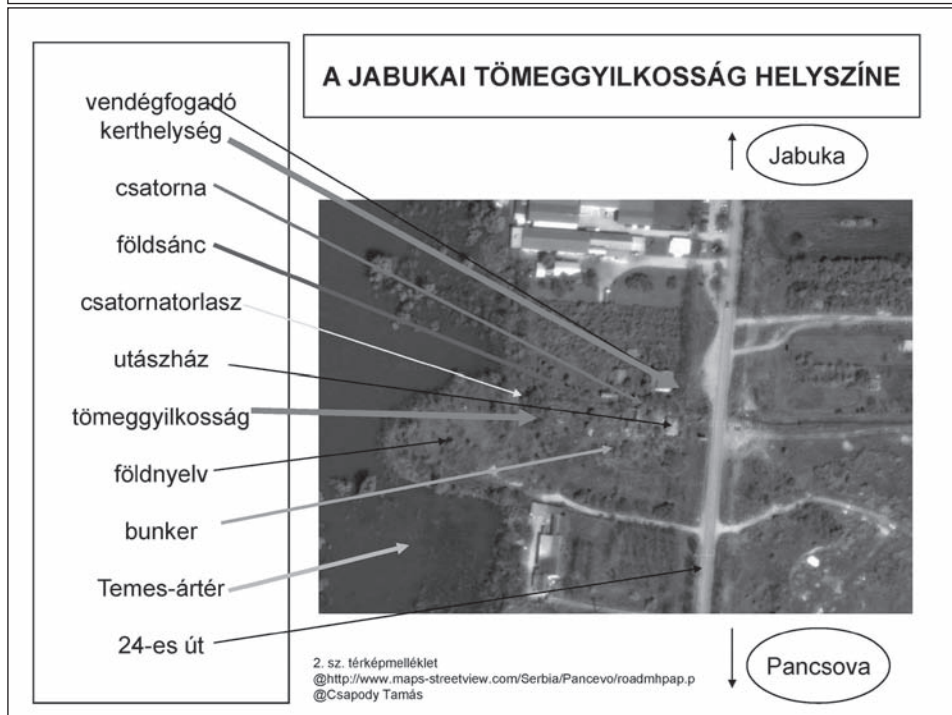 A JABUKAI TÖMEGGYILKOSSÁG HELYSZÍNE
vendégfogadó
kerthelység
csatorna
földsánc
csatornatorlasz
utászház
tömeggyilkosság
földnyelv
bunker
Temes-ártér
24-es út
Jabuka
Pancsova
2. sz. térképmelléklet
@http://www.maps-streetview.com/Serbia/Pancevo/roadmhpap.p
@Csapody Tamás